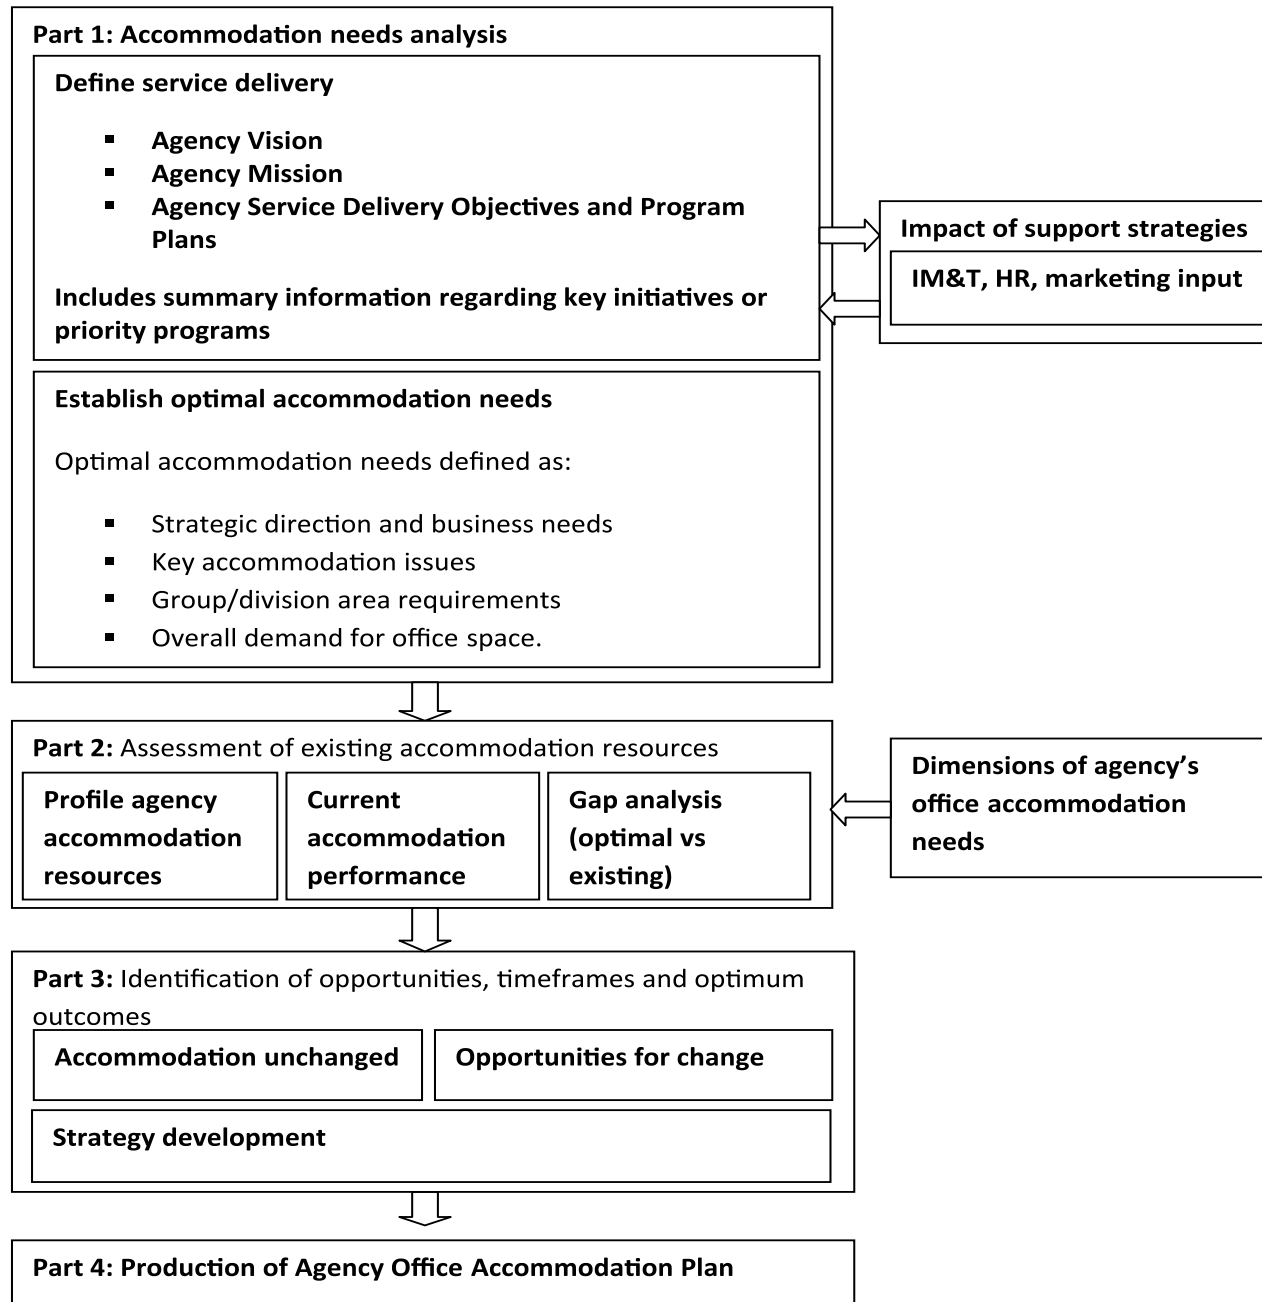 Part 1: Accommodation needs analysis
Define service delivery
▪ Agency Vision
▪ Agency Mission
▪ Agency Service Delivery Objectives and Program
Plans
Includes summary information regarding key initiatives or
priority programs
Impact of support strategies
IM&T, HR, marketing input
Establish optimal accommodation needs
Optimal accommodation needs defined as:
▪ Strategic direction and business needs
▪ Key accommodation issues
▪ Group/division area requirements
▪ Overall demand for office space.
Part 2: Assessment of existing accommodation resources
Profile agency
accommodation
resources
Current
accommodation
performance
Gap analysis
(optimal vs
existing)
Dimensions of agency’s
office accommodation
needs
Part 3: Identification of opportunities, timeframes and optimum
outcomes
Accommodation unchanged
Opportunities for change
Strategy development
Part 4: Production of Agency Office Accommodation Plan